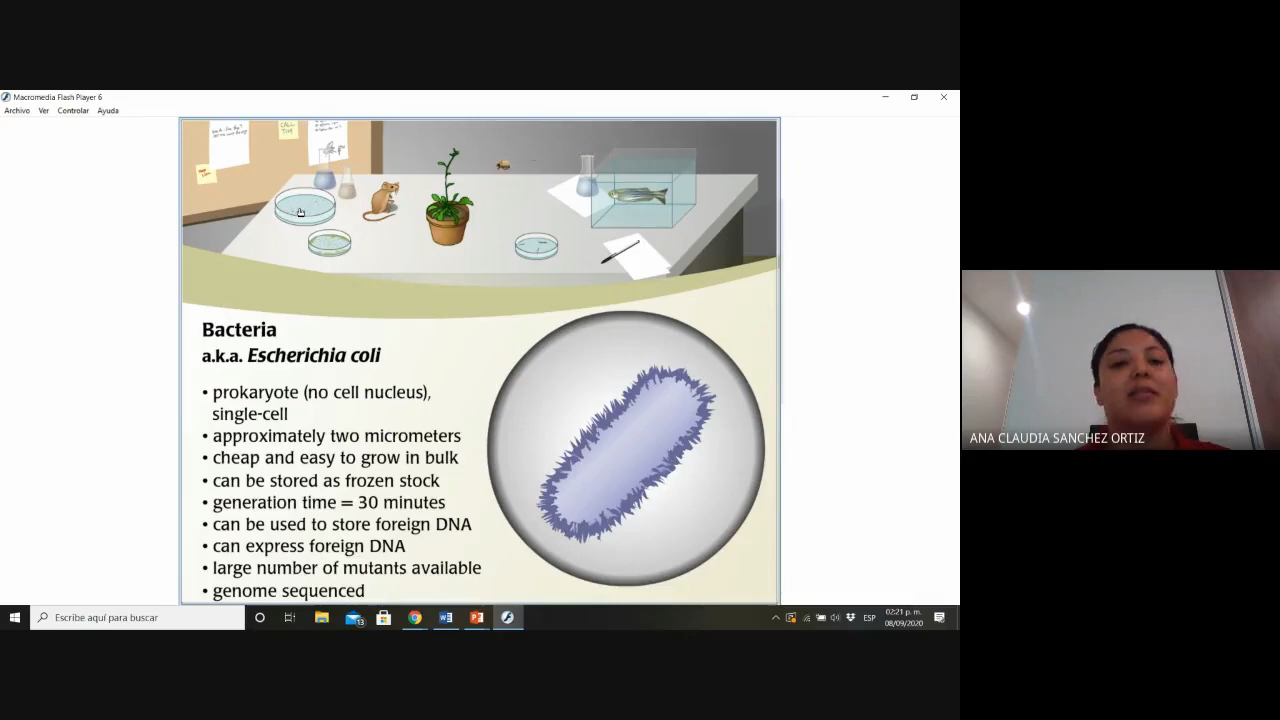 Macromedia Flash Player 6
Archivo Ver Controlar Ayuda
CALL
Bacteria
a.k.a. Escherichia coli
• prokaryote (no cell nucleus),
single-cell
• approximately two micrometers
• cheap and easy to grow in bulk
• can be stored as frozen stock
• generation time = 30 minutes
• can be used to store foreign DNA
• can express foreign DNA
• large number of mutants available
• genome sequenced
ANA CLAUDIA SANCHEZ ORTIZ
Escribe aquí para buscar
13
ESP
02:21 p. m.
08/09/2020